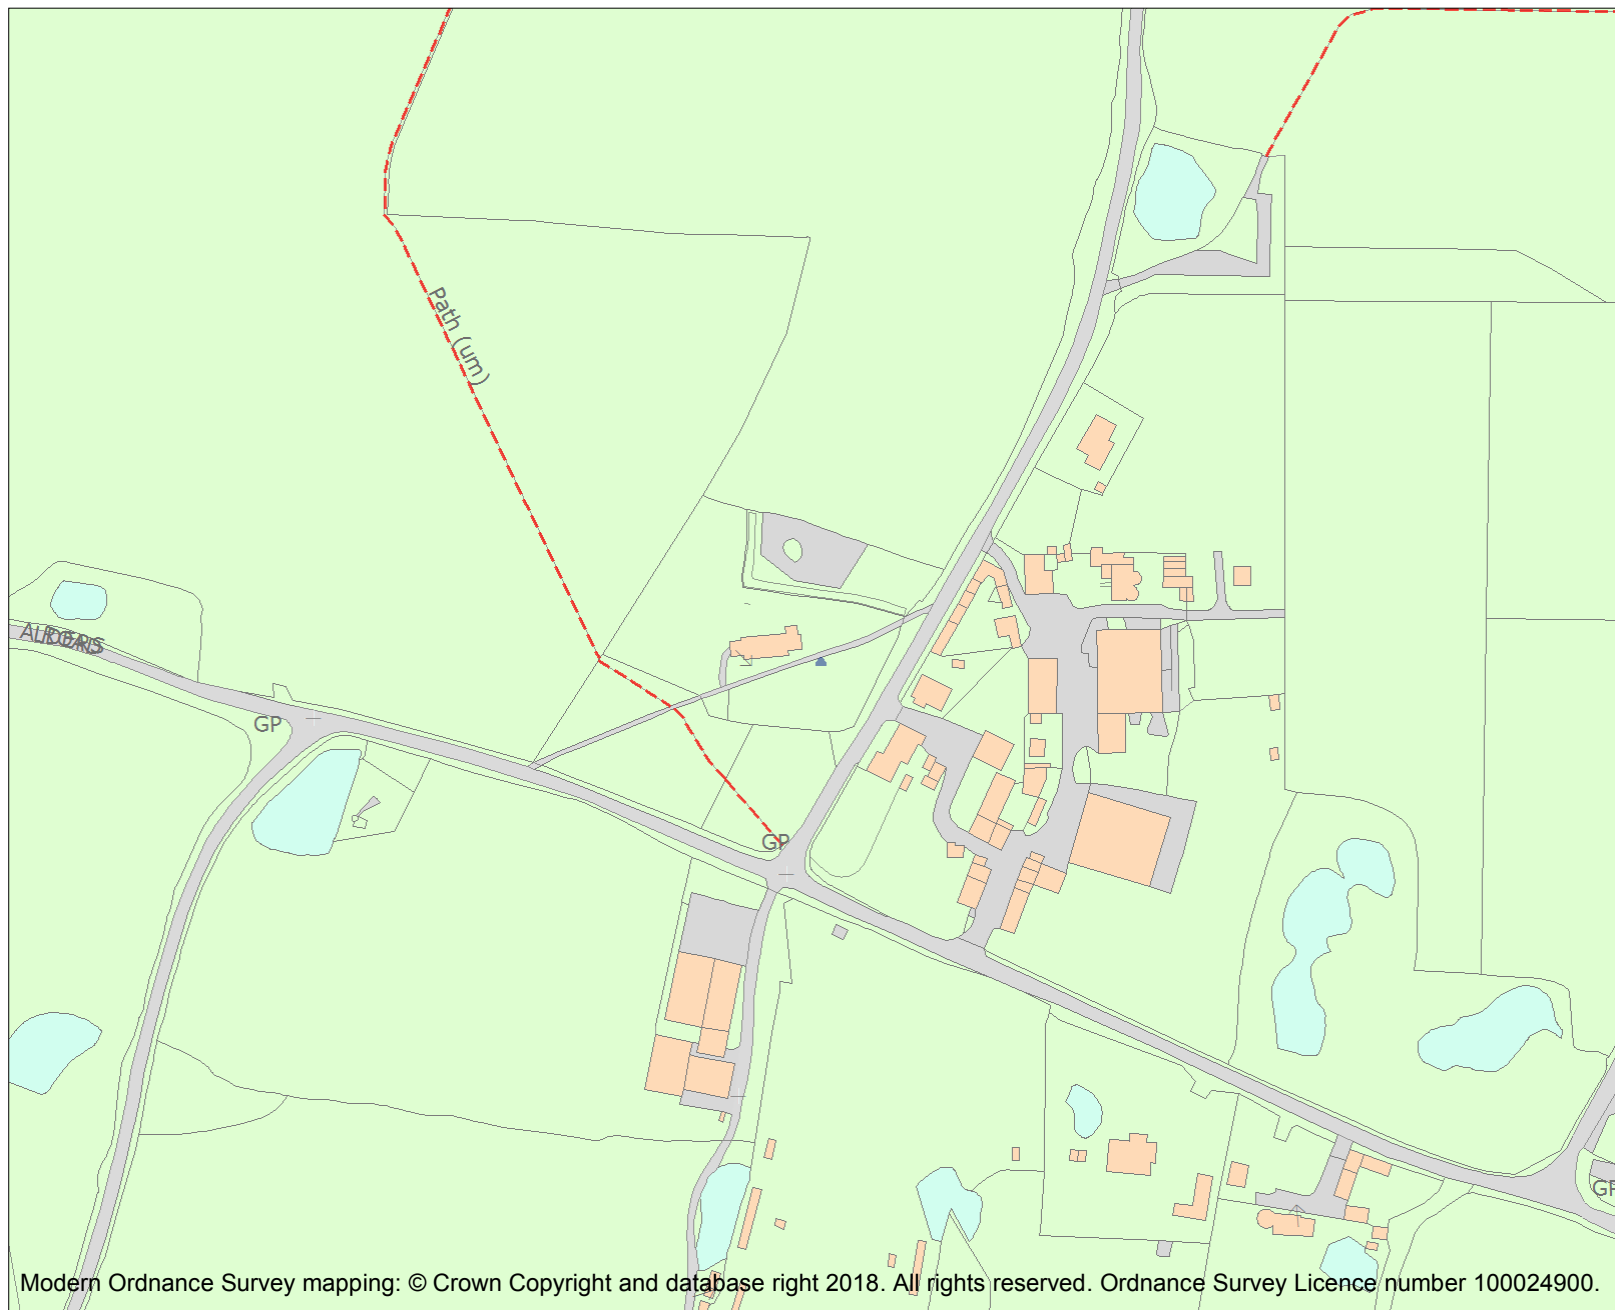 Path (um)
GP
GP
GP
Modern Ordnance Survey mapping: © Crown Copyright and database right 2018. All rights reserved. Ordnance Survey Licence number 100024900.